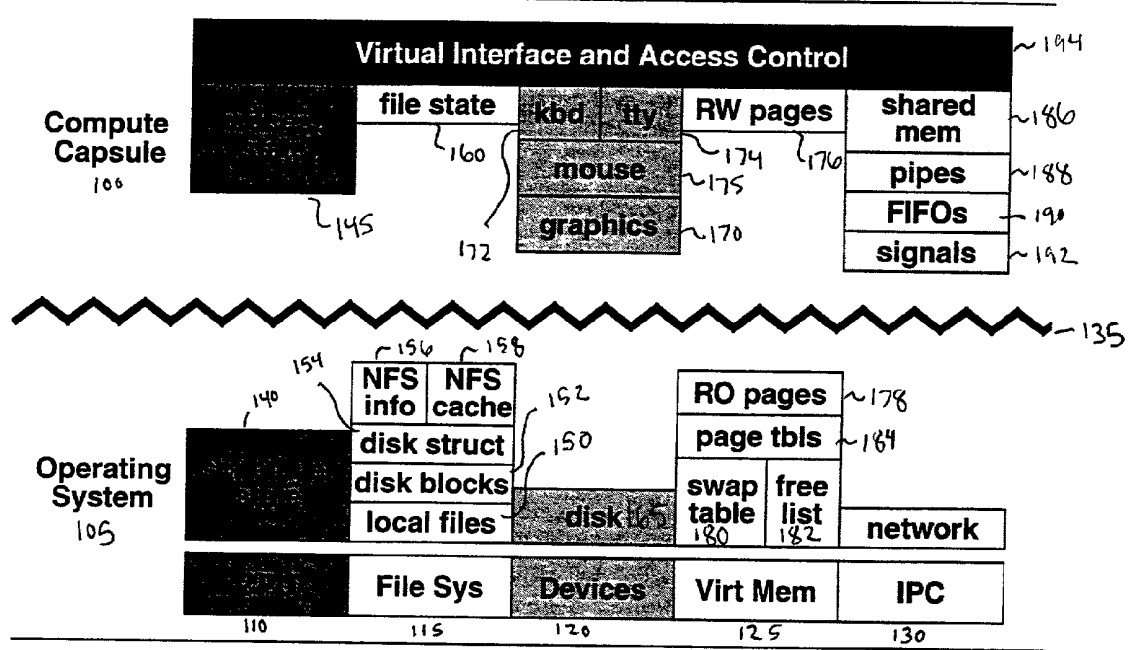 Virtual Interface and Access Control 194
Compute Capsule 100
145
file state 160
kbd tty
172 174
mouse 175
graphics 170
RW pages 176
shared mem 186
pipes 188
FIFOs 190
signals 192
135
Operating System 105
140
154 156 158
NFS info
NFS cache
152
disk struct 150
disk blocks
local files
disk 165
RO pages 178
page tbls 184
swap table 180
free list 182
network
File Sys Devices Virt Mem IPC
110 115 120 125 130